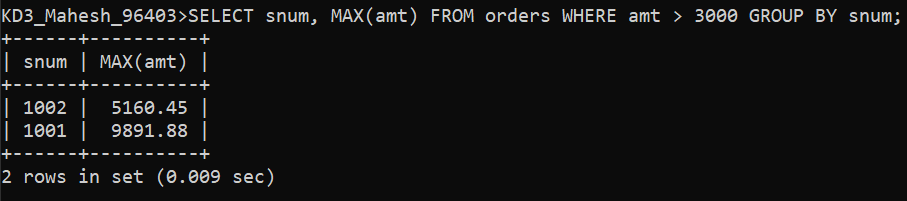 KD3_Mahesh_96403>SELECT snum, MAX(amt) FROM orders WHERE amt > 3000 GROUP BY snum;
+------+----------+
| snum | MAX(amt) |
+------+----------+
| 1002 |  5160.45 |
| 1001 |  9891.88 |
+------+----------+
2 rows in set (0.009 sec)